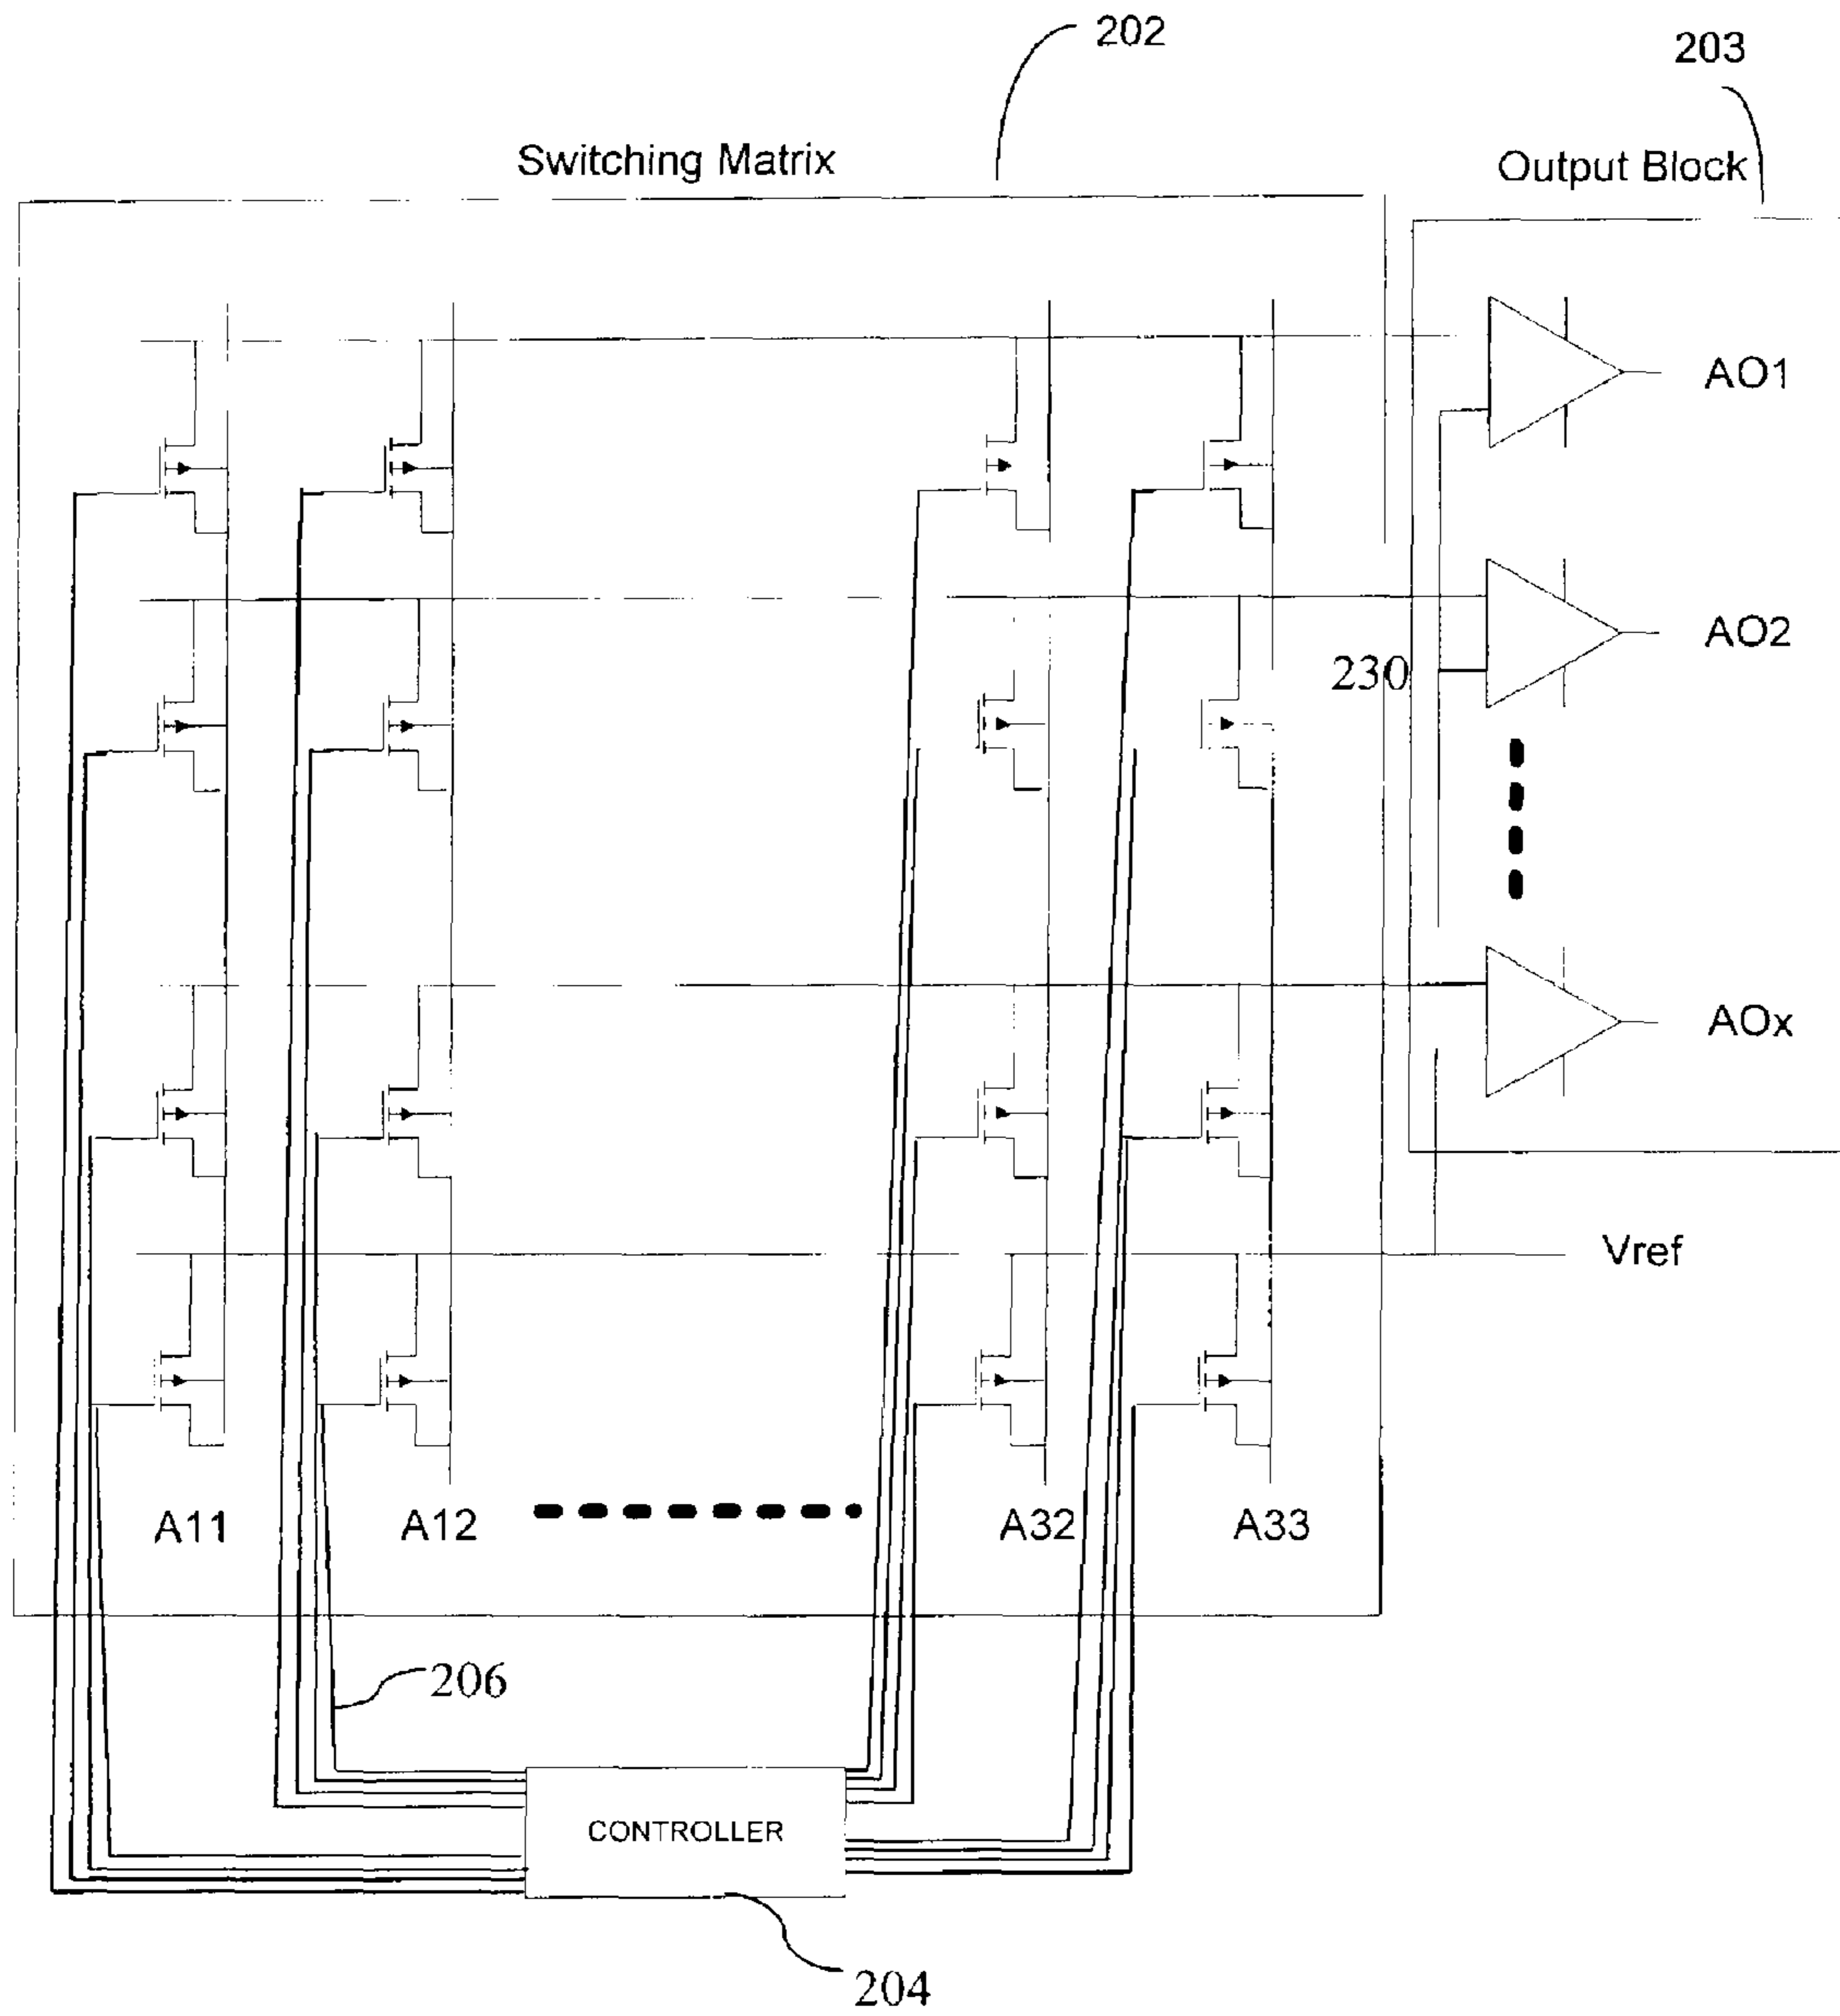 202
203
Switching Matrix
Output Block
AO1
AO2
230
AOx
Vref
A11
A12
A32
A33
206
CONTROLLER
204